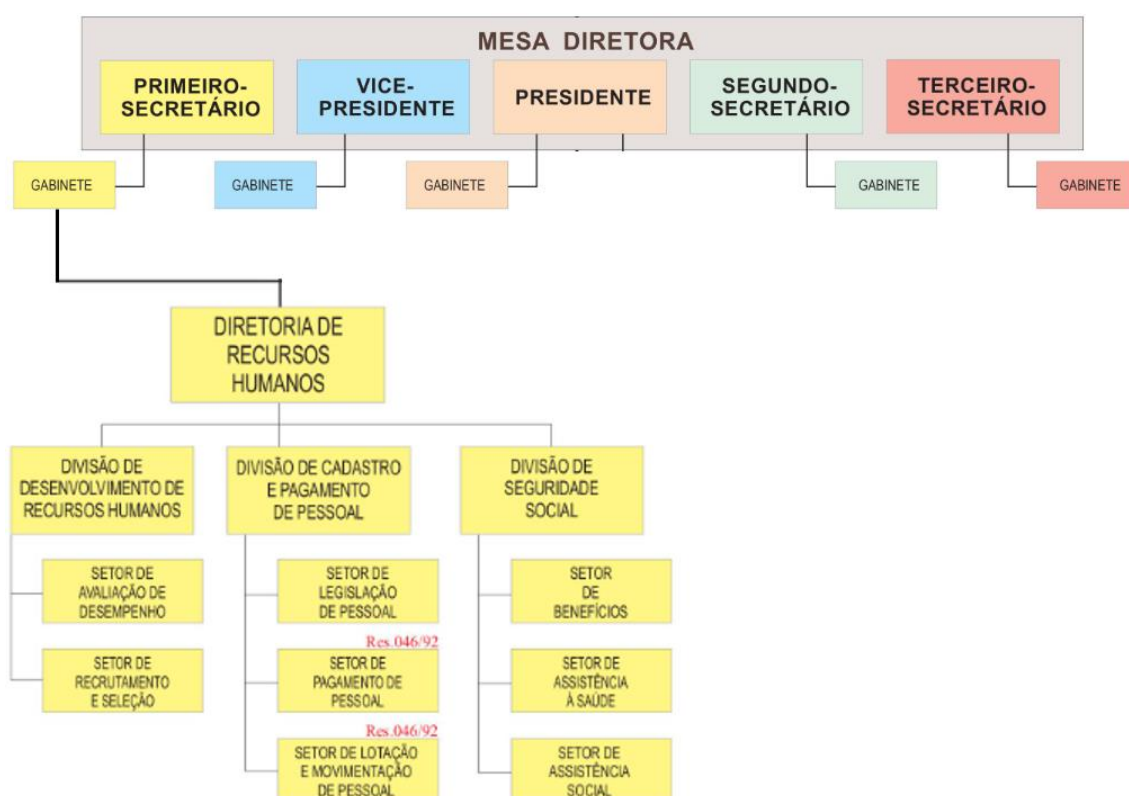 MESA DIRETORA
PRIMEIRO-
SECRETÁRIO
VICE-
PRESIDENTE
PRESIDENTE
SEGUNDO-
SECRETÁRIO
TERCEIRO-
SECRETÁRIO
GABINETE
GABINETE
GABINETE
GABINETE
GABINETE
DIRETORIA DE
RECURSOS
HUMANOS
DIVISÃO DE
DESENVOLVIMENTO DE
RECURSOS HUMANOS
SETOR DE
AVALIAÇÃO DE
DESEMPENHO
SETOR DE
RECRUTAMENTO
E SELEÇÃO
DIVISÃO DE CADASTRO
E PAGAMENTO
DE PESSOAL
SETOR DE
LEGISLAÇÃO
DE PESSOAL
Res.046/92
SETOR DE
PAGAMENTO DE
PESSOAL
Res.046/92
SETOR DE LOTAÇÃO
E MOVIMENTAÇÃO
DE PESSOAL
DIVISÃO DE
SEGURIDADE
SOCIAL
SETOR
DE
BENEFÍCIOS
SETOR DE
ASSISTÊNCIA
À SAÚDE
SETOR DE
ASSISTÊNCIA
SOCIAL